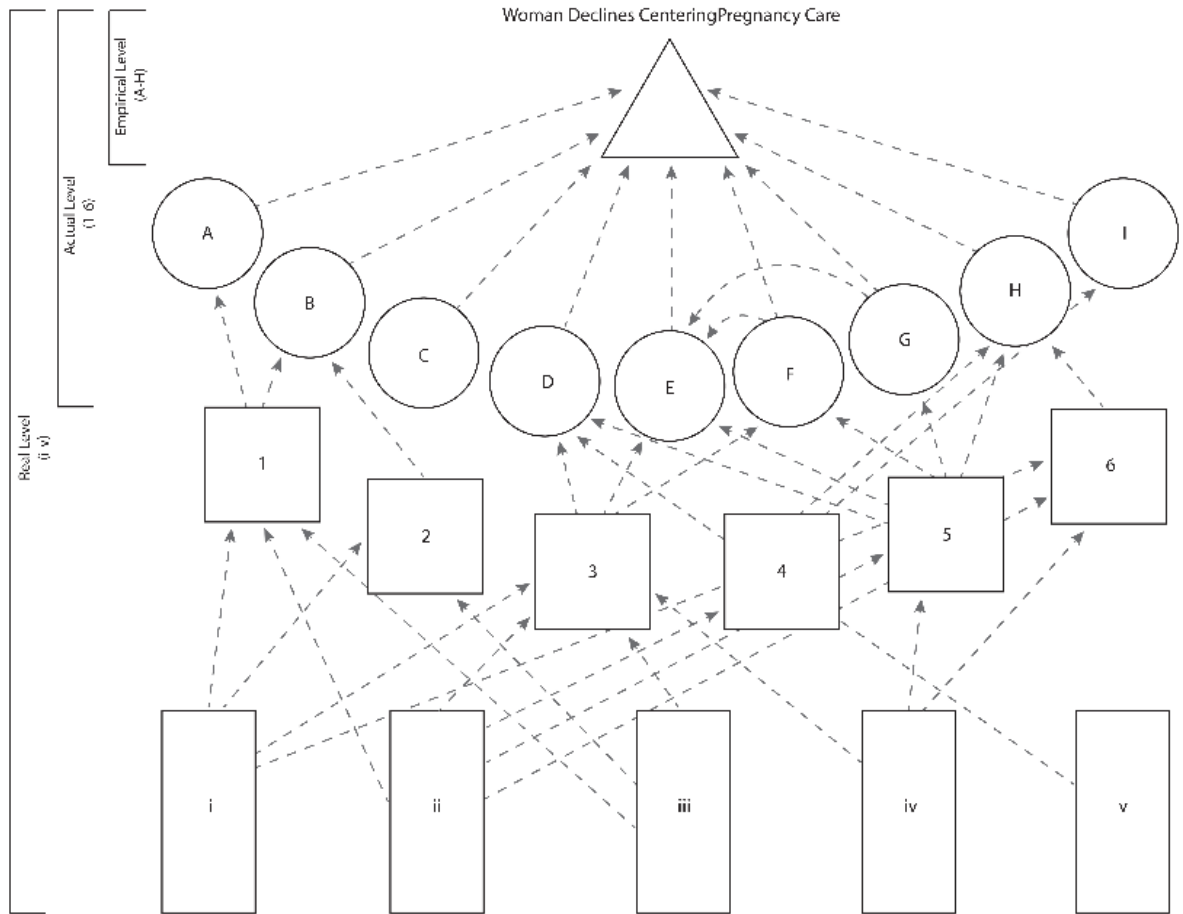 Woman Declines CenteringPregnancy Care
Empirical Level
(A-H)
Actual Level
(1 6)
Real Level
(i v)
A
B
C
D
E
F
G
H
I
1
2
3
4
5
6
i
ii
iii
iv
v